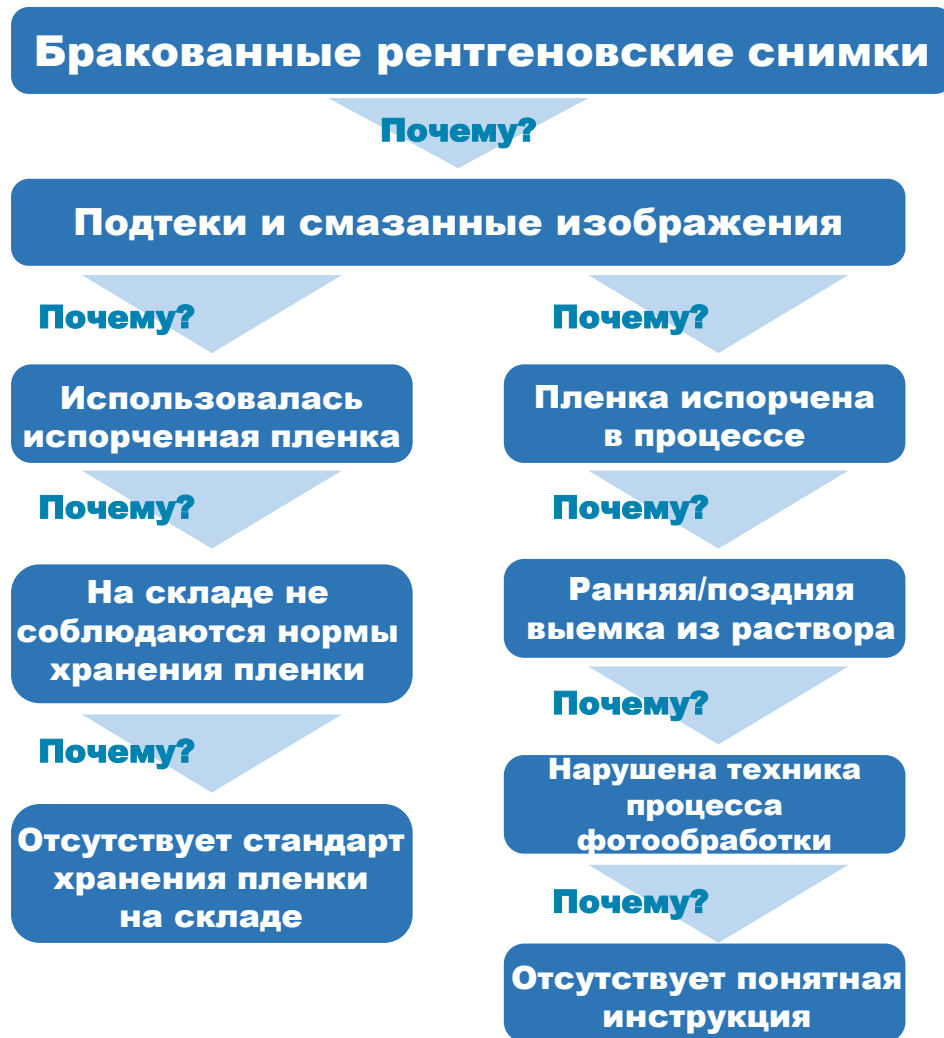 Бракованные рентгеновские снимки
Почему?
Подтеки и смазанные изображения
Почему?
Использовалась
испорченная пленка
Почему?
На складе не
соблюдаются нормы
хранения пленки
Почему?
Отсутствует стандарт
хранения пленки
на складе
Почему?
Пленка испорчена
в процессе
Почему?
Ранняя/поздняя
выемка из раствора
Почему?
Нарушена техника
процесса
фотообработки
Почему?
Отсутствует понятная
инструкция